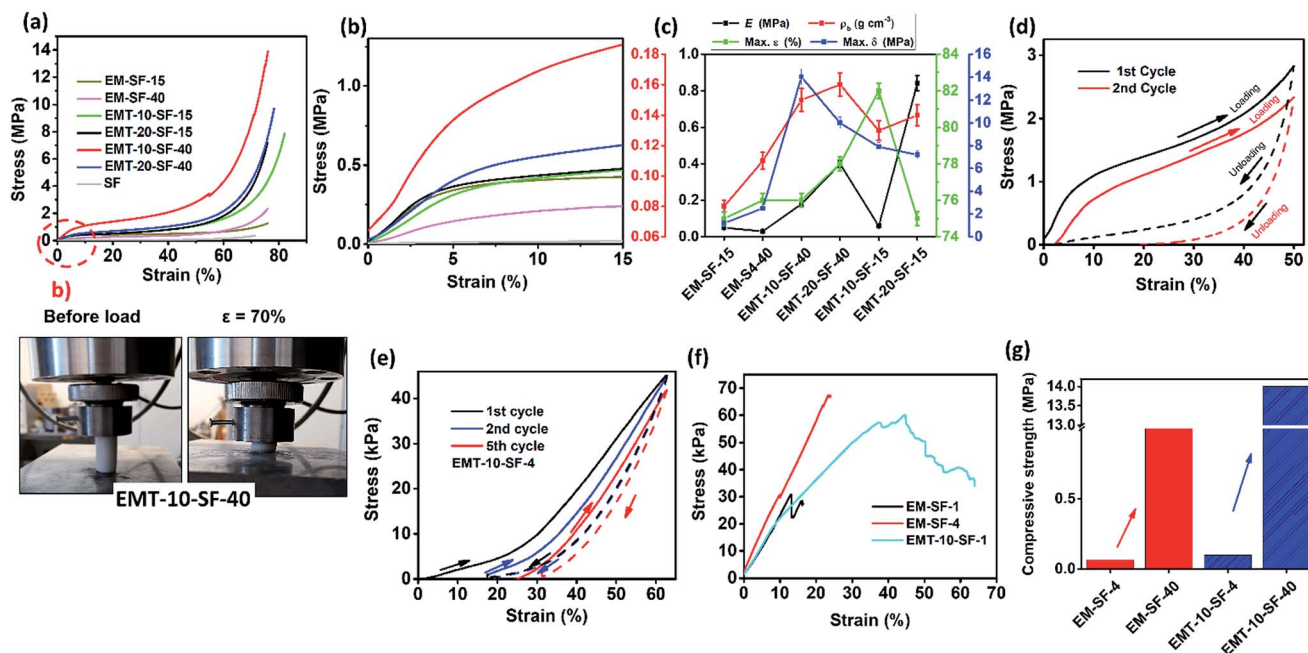 (a)
Stress (MPa)
14
12
10
8
6
4
2
0
EM-SF-15
EM-SF-40
EMT-10-SF-15
EMT-20-SF-15
EMT-10-SF-40
EMT-20-SF-40
SF
0 20 40 60 80
Strain (%)
(b)
Stress (MPa)
1.0
0.5
0.0
0 5 10 15
Strain (%)
0.18
0.16
0.14
0.12
0.10
0.08
0.06
(c)
E (MPa)
ρb (g cm-3)
Max. ε (%)
Max. δ (MPa)
1.0
0.8
0.6
0.4
0.2
0.0
84
82
80
78
76
74
16
14
12
10
8
6
4
2
0
EM-SF-15
EM-S4-40
EMT-10-SF-40
EMT-20-SF-40
EMT-10-SF-15
EMT-20-SF-15
(d)
Stress (MPa)
3
2
1
0
1st Cycle
2nd Cycle
Loading
Loading
Unloading
Unloading
0 10 20 30 40 50
Strain (%)
b)
Before load
ε = 70%
EMT-10-SF-40
(e)
Stress (kPa)
40
30
20
10
0
1st cycle
2nd cycle
5th cycle
EMT-10-SF-4
0 10 20 30 40 50 60
Strain (%)
(f)
Stress (kPa)
70
60
50
40
30
20
10
0
EM-SF-1
EM-SF-4
EMT-10-SF-1
0 10 20 30 40 50 60 70
Strain (%)
(g)
Compressive strength (MPa)
14.0
13.5
13.0
0.5
0.0
EM-SF-4
EM-SF-40
EMT-10-SF-4
EMT-10-SF-40